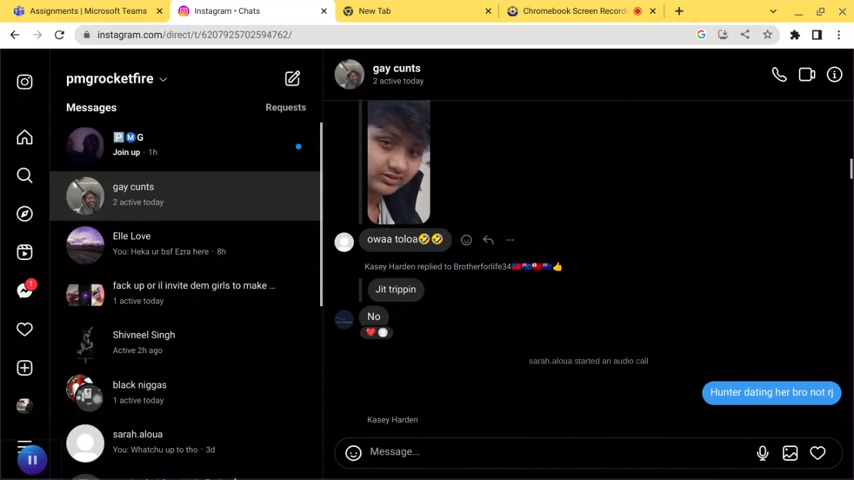 Assignments | Microsoft Teams
Instagram • Chats
New Tab
Chromebook Screen Record
instagram.com/direct/t/6207925702594762/
pmgrocketfire
Messages
Requests
🅿️Ⓜ️G
Join up · 1h
gay cunts
2 active today
Elle Love
You: Heka ur bsf Ezra here · 8h
fack up or il invite dem girls to make ...
1 active today
Shivneel Singh
Active 2h ago
black niggas
1 active today
sarah.aloua
You: Whatchu up to tho · 3d
1
gay cunts
2 active today
owaa toloa🤣🤣
Kasey Harden replied to Brotherforlife34
Jit trippin
No
sarah.aloua started an audio call
Hunter dating her bro not rj
Kasey Harden
Message...